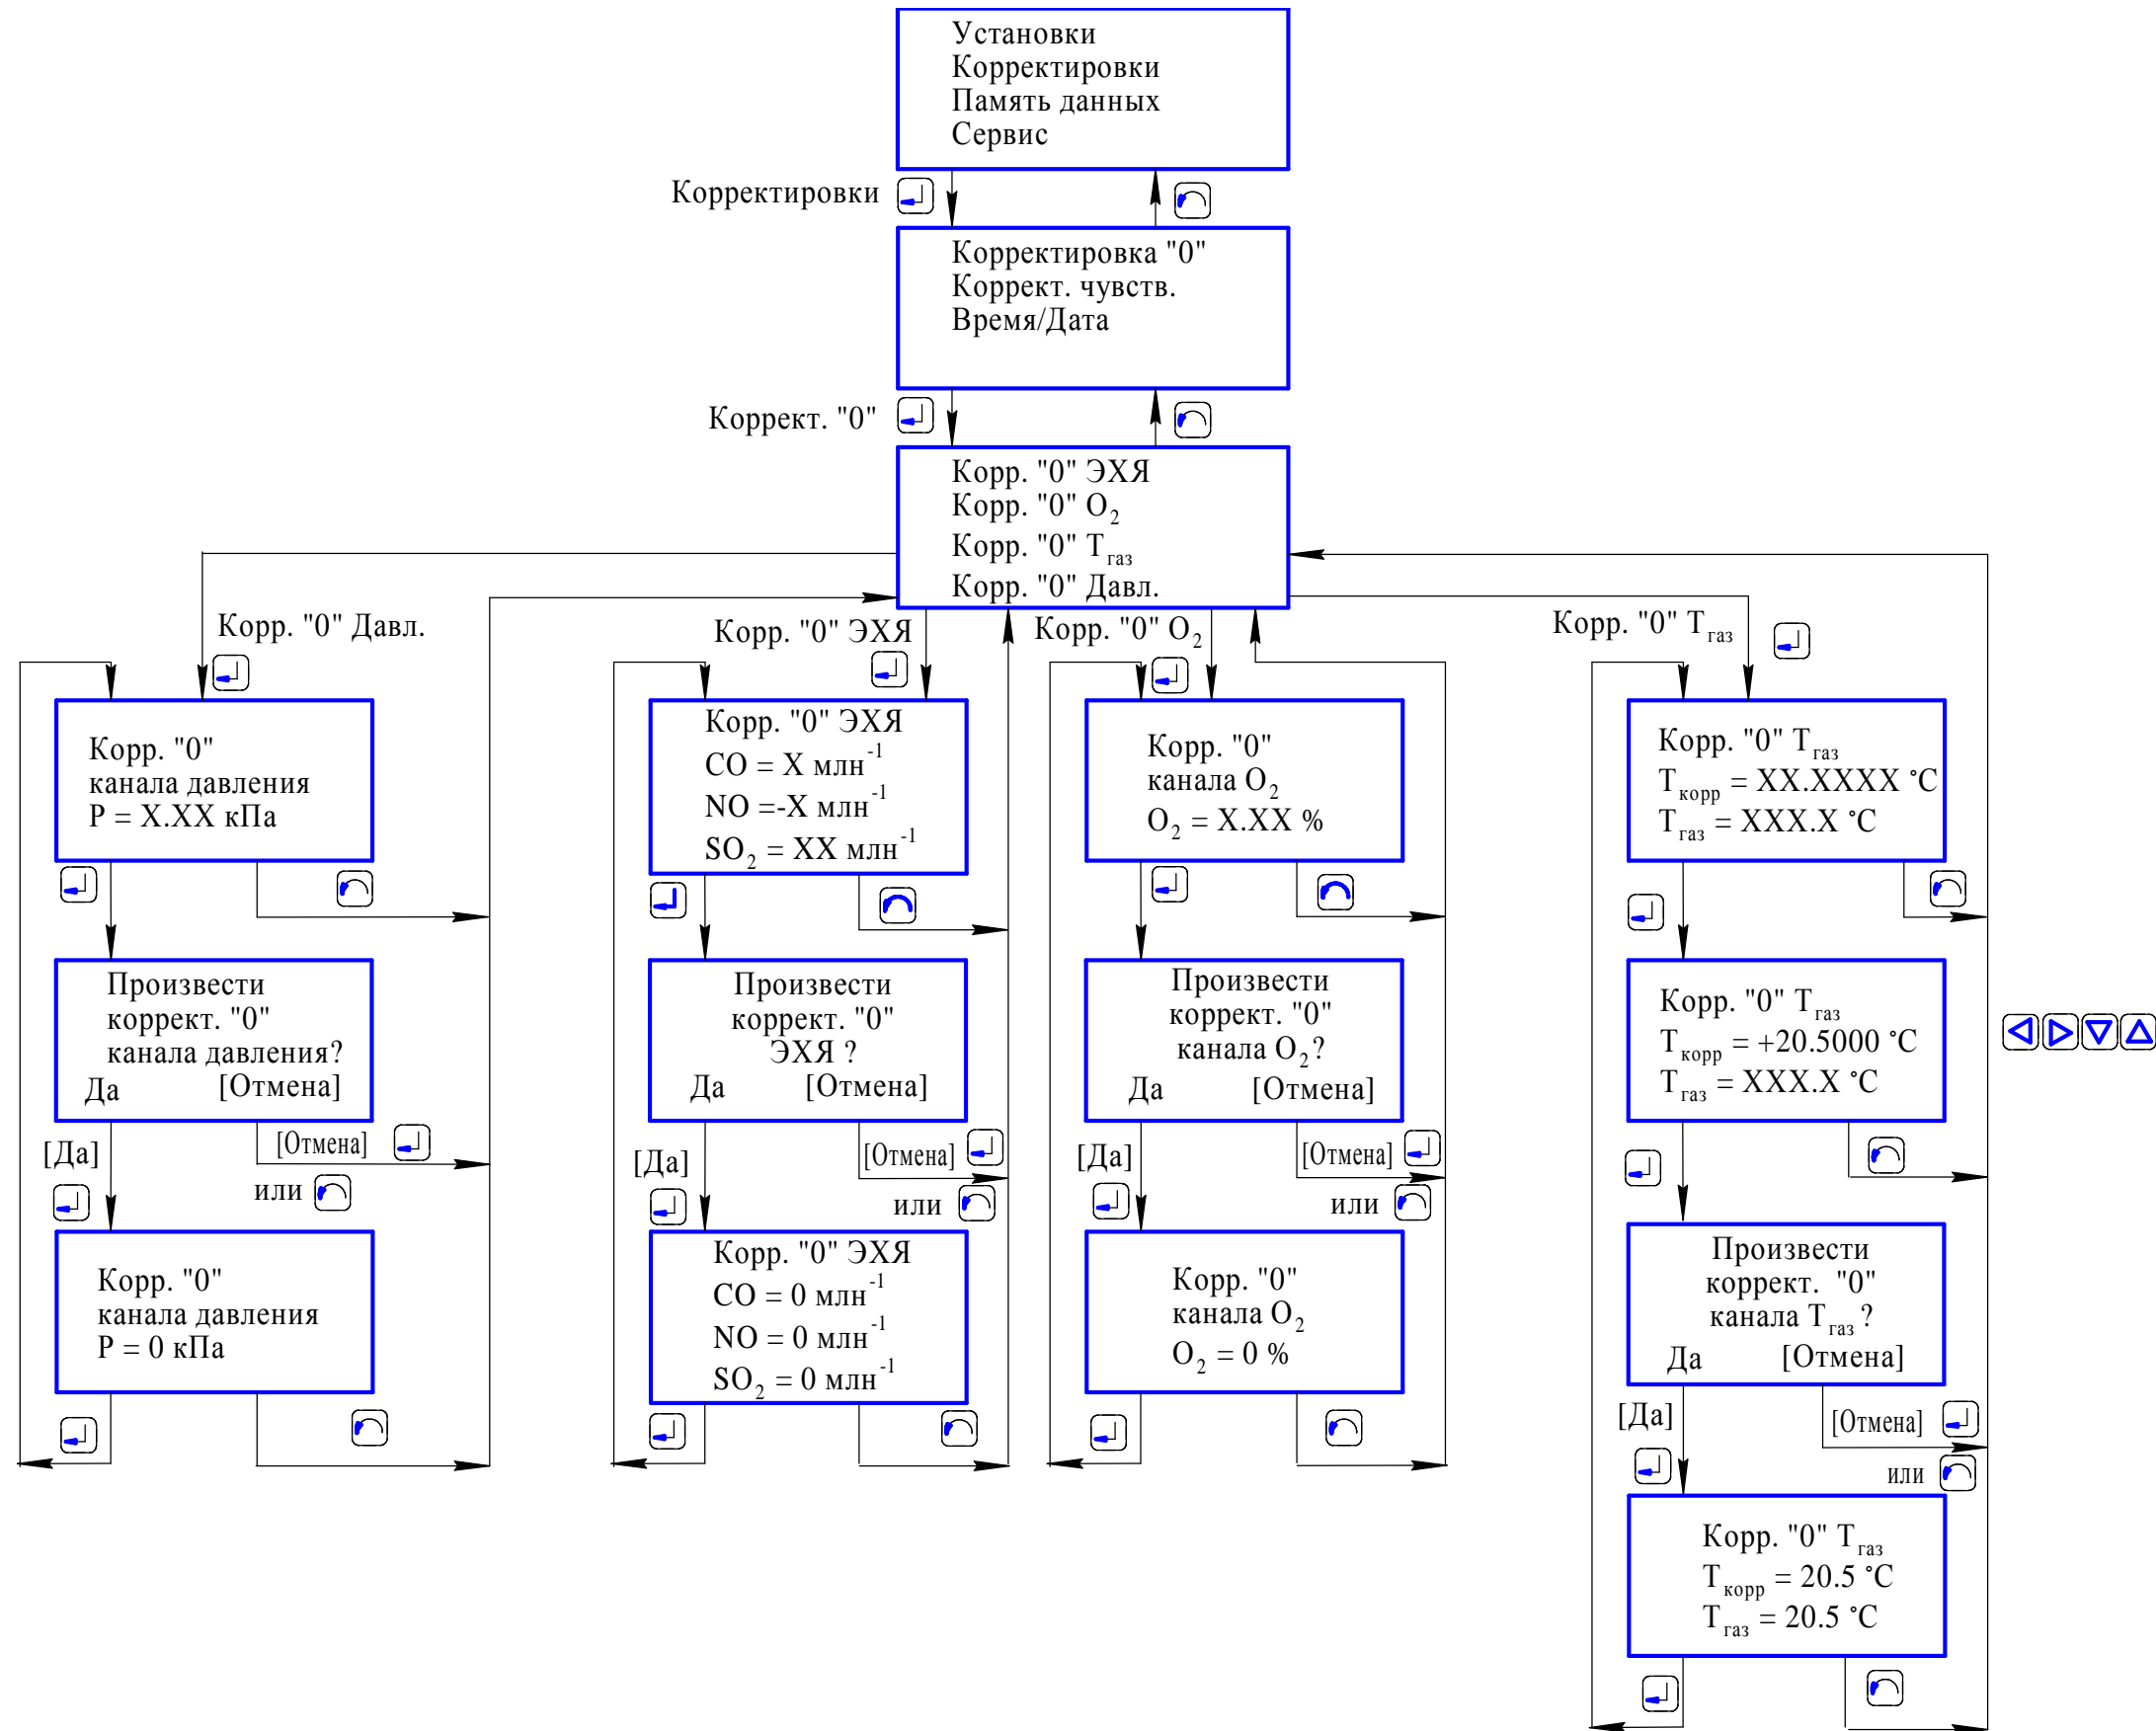 Установки
Корректировки
Память данных
Сервис
Корректировки
Корректировка "0"
Коррект. чувств.
Время/Дата
Коррект. "0"
Корр. "0" ЭХЯ
Корр. "0" O₂
Корр. "0" Tгаз
Корр. "0" Давл.
Корр. "0" Давл.
Корр. "0"
канала давления
P = X.XX кПа
Произвести
коррект. "0"
канала давления?
Да [Отмена]
[Да]
[Отмена]
или
Корр. "0"
канала давления
P = 0 кПа
Корр. "0" ЭХЯ
Корр. "0" ЭХЯ
CO = X млн⁻¹
NO =-X млн⁻¹
SO₂ = XX млн⁻¹
Произвести
коррект. "0"
ЭХЯ ?
Да [Отмена]
[Да]
[Отмена]
или
Корр. "0" ЭХЯ
CO = 0 млн⁻¹
NO = 0 млн⁻¹
SO₂ = 0 млн⁻¹
Корр. "0" O₂
Корр. "0"
канала O₂
O₂ = X.XX %
Произвести
коррект. "0"
канала O₂?
Да [Отмена]
[Да]
[Отмена]
или
Корр. "0"
канала O₂
O₂ = 0 %
Корр. "0" Tгаз
Корр. "0" Tгаз
Tкорр = XX.XXXX °C
Tгаз = XXX.X °C
Корр. "0" Tгаз
Tкорр = +20.5000 °C
Tгаз = XXX.X °C
Произвести
коррект. "0"
канала Tгаз ?
Да [Отмена]
[Да]
[Отмена]
или
Корр. "0" Tгаз
Tкорр = 20.5 °C
Tгаз = 20.5 °C